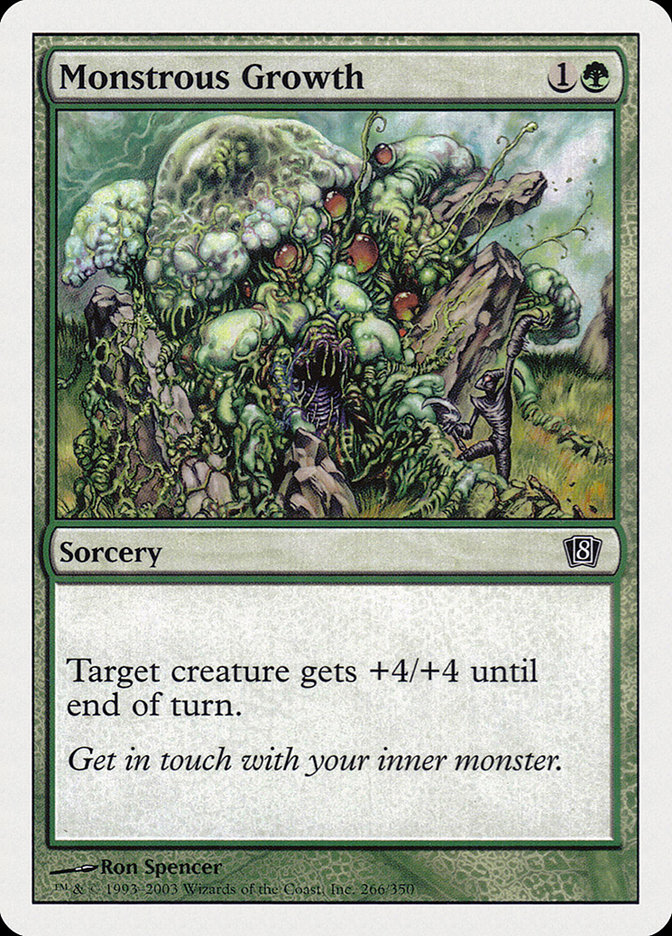 Monstrous Growth 1
Sorcery 8
Target creature gets +4/+4 until
end of turn.
Get in touch with your inner monster.
Ron Spencer
™ & © 1993–2003 Wizards of the Coast, Inc. 266/350